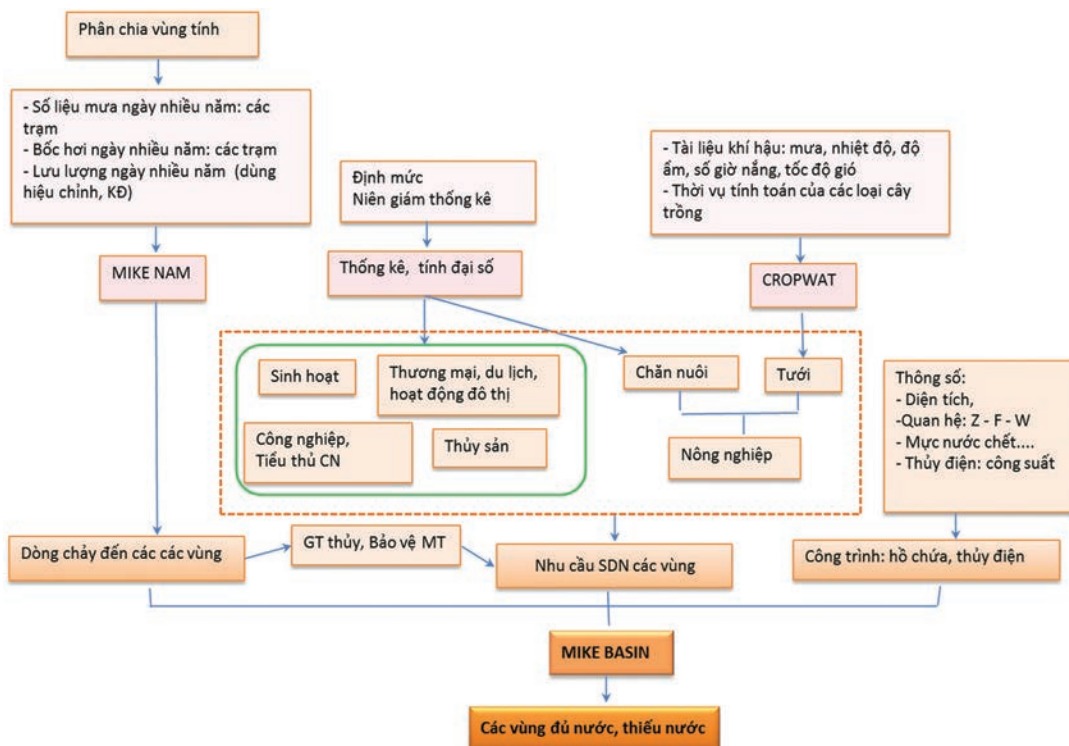 Phân chia vùng tính
- Số liệu mưa ngày nhiều năm: các
trạm
- Bốc hơi ngày nhiều năm: các trạm
- Lưu lượng ngày nhiều năm (dùng
hiệu chỉnh, KĐ)
Định mức
Niên giám thống kê
- Tài liệu khí hậu: mưa, nhiệt độ, độ
ẩm, số giờ nắng, tốc độ gió
- Thời vụ tính toán của các loại cây
trồng
MIKE NAM
Thống kê, tính đại số
CROPWAT
Sinh hoạt
Thương mại, du lịch,
hoạt động đô thị
Công nghiệp,
Tiểu thủ CN
Thủy sản
Chăn nuôi
Tưới
Nông nghiệp
Thông số:
- Diện tích,
-Quan hệ: Z - F - W
- Mực nước chết....
- Thủy điện: công suất
Dòng chảy đến các các vùng
GT thủy, Bảo vệ MT
Nhu cầu SDN các vùng
Công trình: hồ chứa, thủy điện
MIKE BASIN
Các vùng đủ nước, thiếu nước